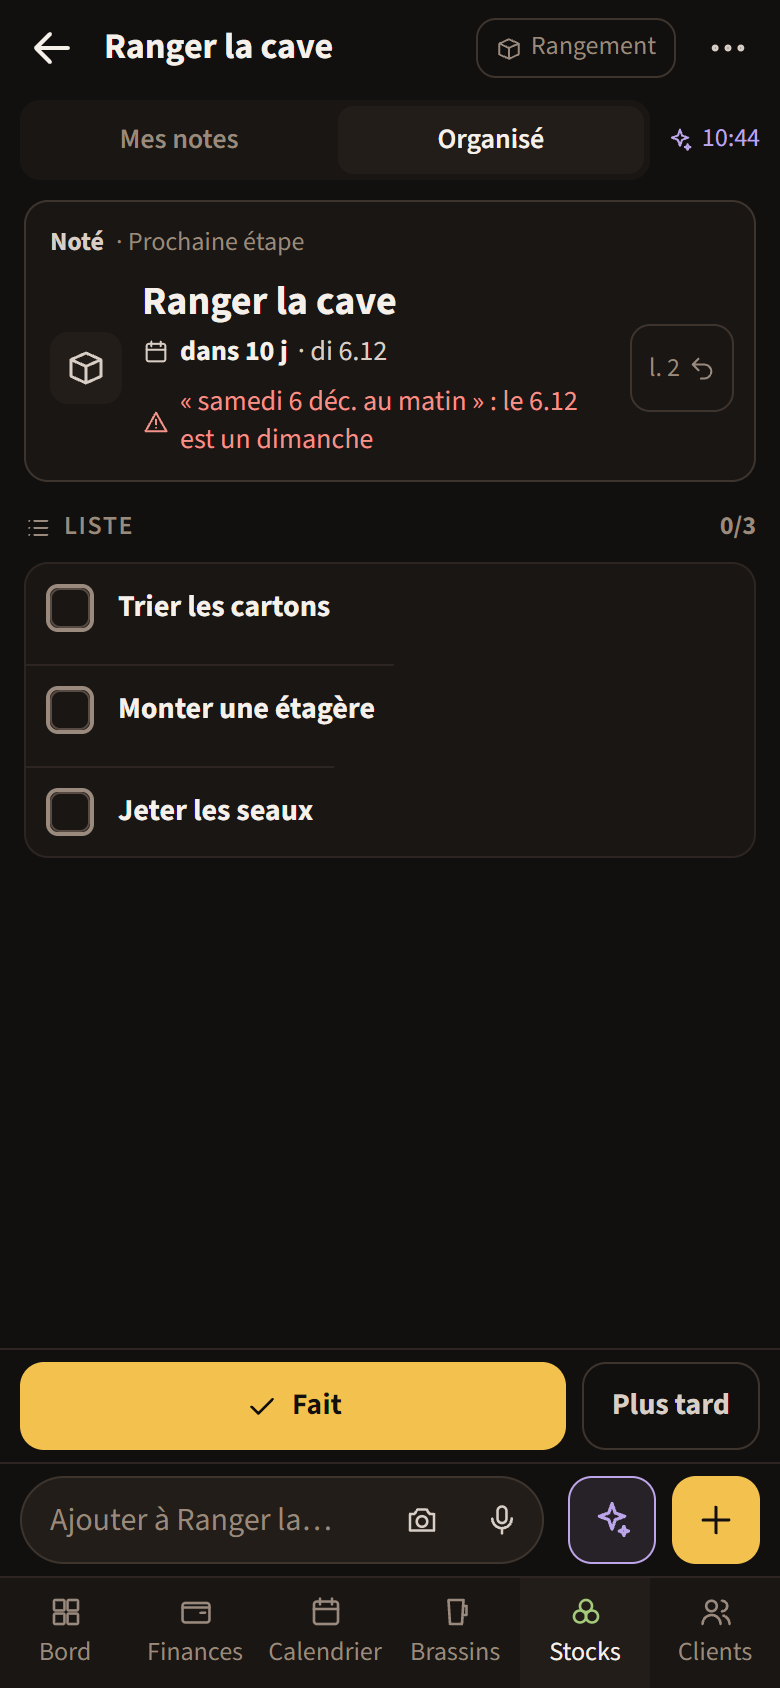 Ranger la cave
Rangement
Mes notes
Organisé
10:44
Noté · Prochaine étape
Ranger la cave
dans 10 j · di 6.12
« samedi 6 déc. au matin » : le 6.12
est un dimanche
l. 2
LISTE
0/3
Trier les cartons
Monter une étagère
Jeter les seaux
Fait
Plus tard
Ajouter à Ranger la…
Bord
Finances
Calendrier
Brassins
Stocks
Clients